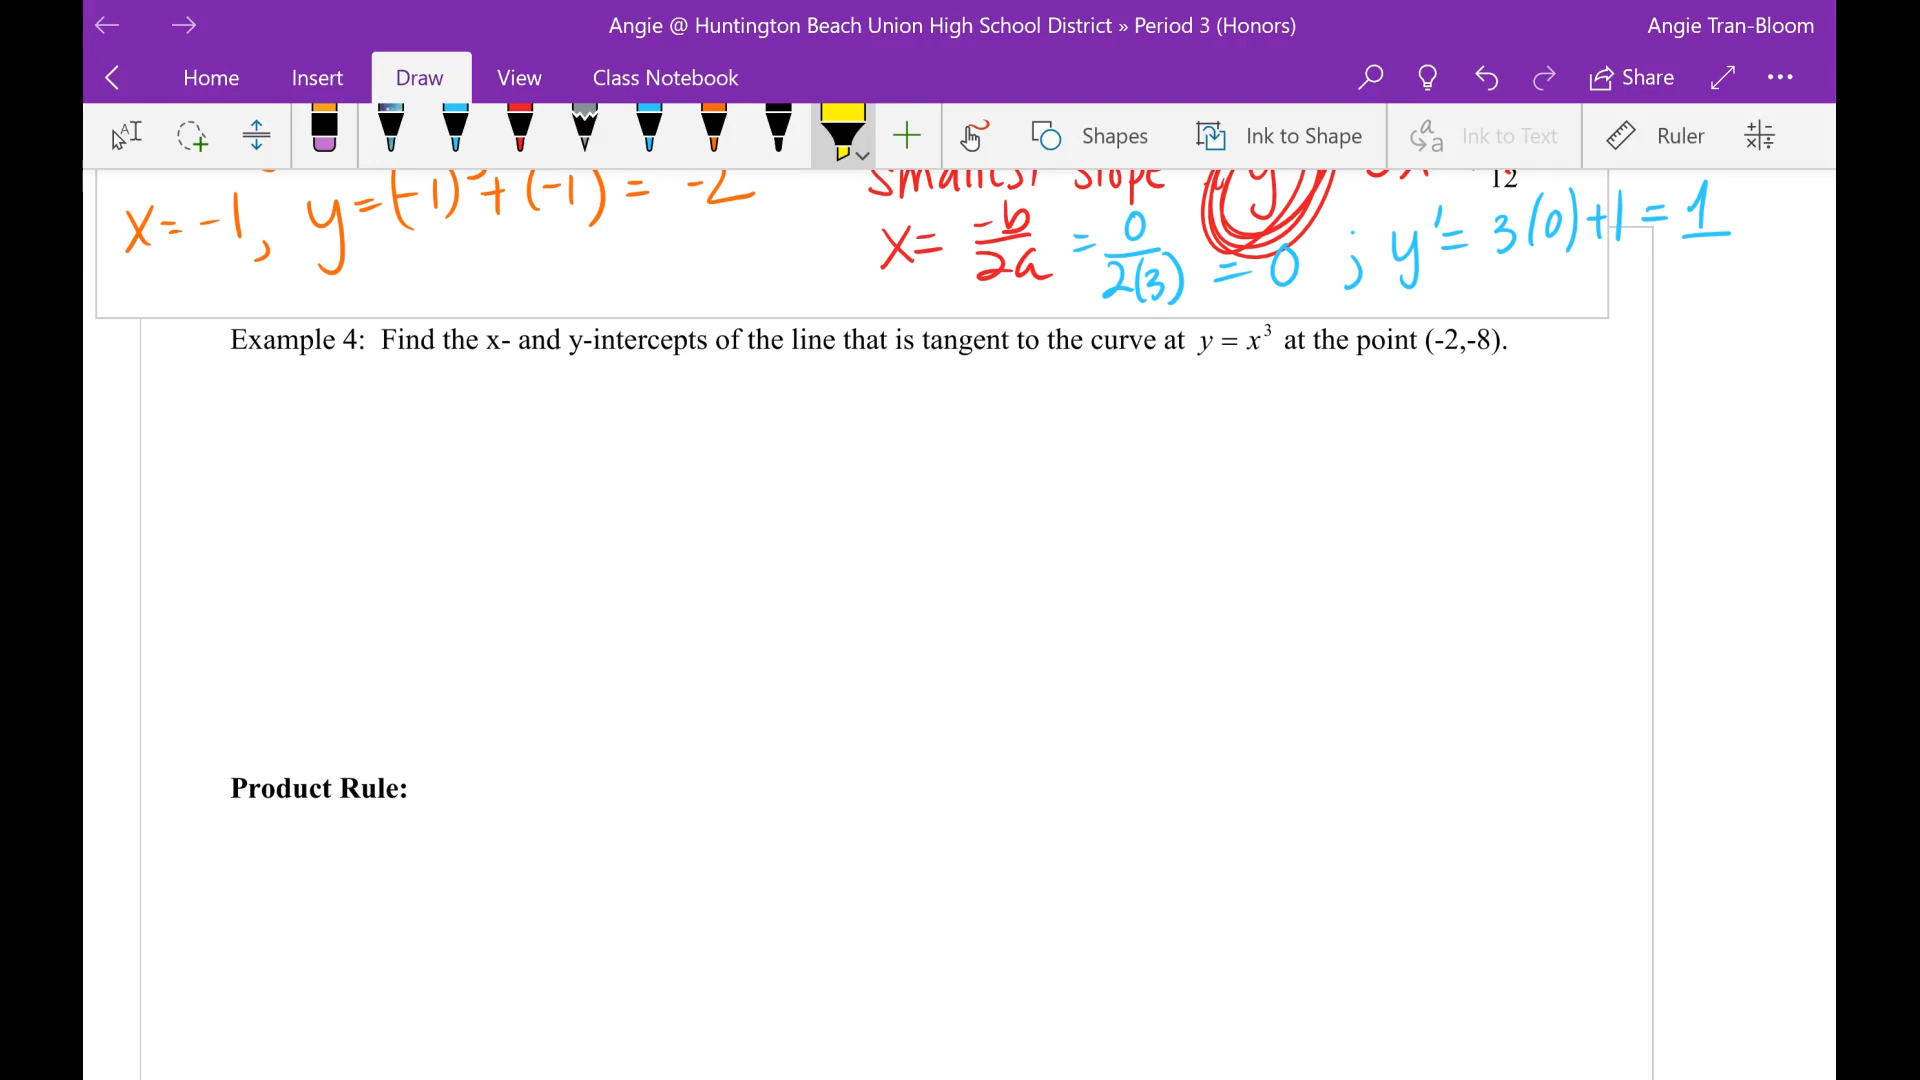 Angie @ Huntington Beach Union High School District » Period 3 (Honors)
Angie Tran-Bloom
Home Insert Draw View Class Notebook Share
Shapes Ink to Shape Ink to Text Ruler
x= -1, y=(-1)³+(-1) = -2
smallest slope
12
x= -b/2a = 0/2(3) = 0 ; y'= 3(0)+1 = 1
Example 4: Find the x- and y-intercepts of the line that is tangent to the curve at y = x³ at the point (-2,-8).
Product Rule: